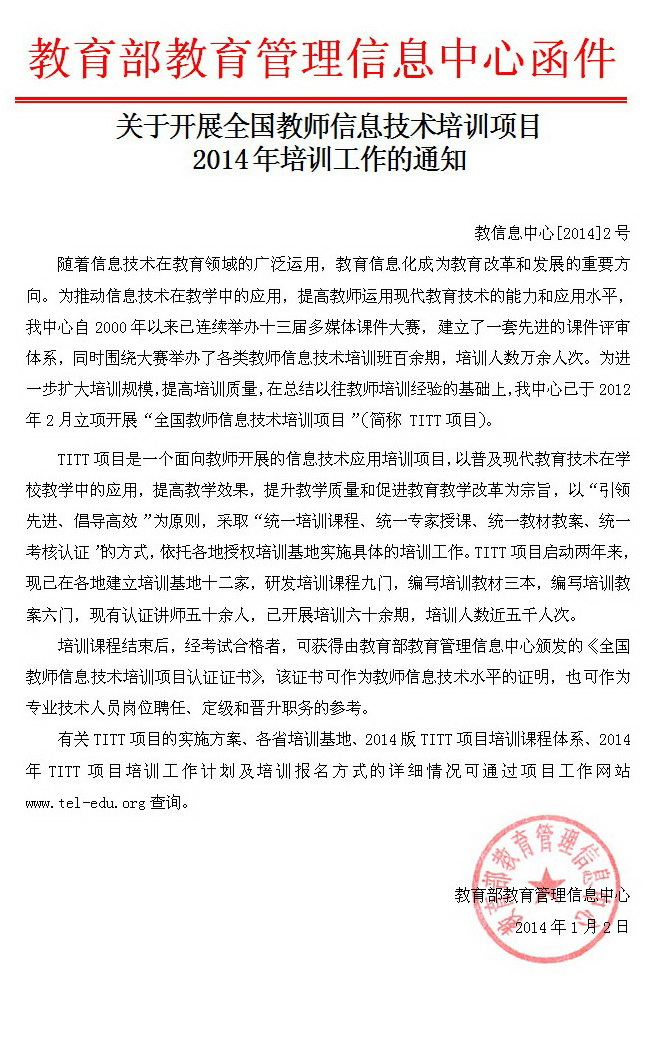 教育部教育管理信息中心函件
关于开展全国教师信息技术培训项目
2014年培训工作的通知
教信息中心[2014]2号
随着信息技术在教育领域的广泛运用，教育信息化成为教育改革和发展的重要方
向。为推动信息技术在教学中的应用，提高教师运用现代教育技术的能力和应用水平，
我中心自2000年以来已连续举办十三届多媒体课件大赛，建立了一套先进的课件评审
体系，同时围绕大赛举办了各类教师信息技术培训班百余期，培训人数万余人次。为进
一步扩大培训规模，提高培训质量，在总结以往教师培训经验的基础上，我中心已于2012
年2月立项开展“全国教师信息技术培训项目”（简称 TITT项目）。
TITT项目是一个面向教师开展的信息技术应用培训项目，以普及现代教育技术在学
校教学中的应用，提高教学效果，提升教学质量和促进教育教学改革为宗旨，以“引领
先进、倡导高效”为原则，采取“统一培训课程、统一专家授课、统一教材教案、统一
考核认证”的方式，依托各地授权培训基地实施具体的培训工作。TITT项目启动两年来，
现已在各地建立培训基地十二家，研发培训课程九门，编写培训教材三本，编写培训教
案六门，现有认证讲师五十余人，已开展培训六十余期，培训人数近五千人次。
培训课程结束后，经考试合格者，可获得由教育部教育管理信息中心颁发的《全国
教师信息技术培训项目认证证书》，该证书可作为教师信息技术水平的证明，也可作为
专业技术人员岗位聘任、定级和晋升职务的参考。
有关TITT项目的实施方案、各省培训基地、2014版TITT项目培训课程体系、2014
年TITT项目培训工作计划及培训报名方式的详细情况可通过项目工作网站
www.tel-edu.org查询。
教育部教育管理信息中心
教育部教育管理信息中心
2014年1月2日